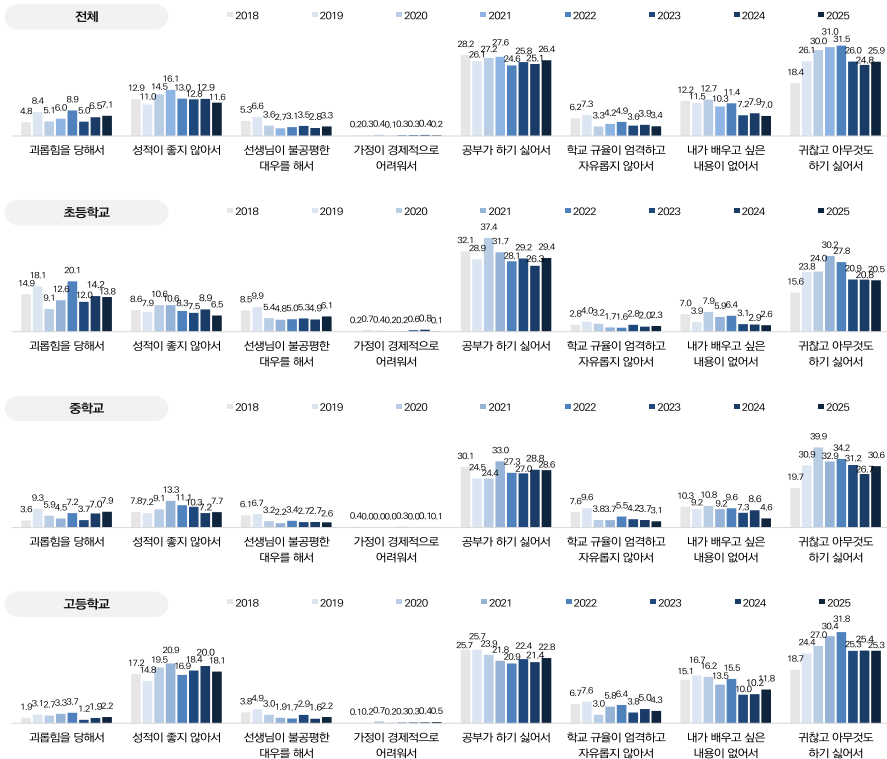 전체
2018 2019 2020 2021 2022 2023 2024 2025
4.8 8.4 5.1 6.0 8.9 5.0 6.5 7.1
12.9 11.0 14.5 16.1 13.0 12.8 12.9 11.6
5.3 6.6 3.6 2.7 3.1 3.5 2.8 3.3
0.2 0.3 0.4 0.1 0.3 0.3 0.4 0.2
28.2 26.1 27.2 27.6 24.6 25.8 25.1 26.4
6.2 7.3 3.3 4.2 4.9 3.6 3.9 3.4
12.2 11.5 12.7 10.3 11.4 7.2 7.9 7.0
18.4 26.1 30.0 31.0 31.5 26.0 24.8 25.9
괴롭힘을 당해서 성적이 좋지 않아서 선생님이 불공평한 가정이 경제적으로 공부가 하기 싫어서 학교 규율이 엄격하고 내가 배우고 싶은 귀찮고 아무것도
대우를 해서 어려워서 자유롭지 않아서 내용이 없어서 하기 싫어서
초등학교
2018 2019 2020 2021 2022 2023 2024 2025
14.9 18.1 9.1 12.6 20.1 12.0 14.2 13.8
8.6 7.9 10.6 10.6 8.3 7.5 8.9 6.5
8.5 9.9 5.4 4.8 5.0 5.3 4.9 6.1
0.2 0.7 0.4 0.2 0.2 0.6 0.8 0.1
32.1 28.9 37.4 31.7 28.1 29.2 26.3 29.4
2.8 4.0 3.2 1.7 1.6 2.8 2.0 2.3
7.0 3.9 7.9 5.9 6.4 3.1 2.9 2.6
15.6 23.8 24.0 30.2 27.8 20.9 20.8 20.5
괴롭힘을 당해서 성적이 좋지 않아서 선생님이 불공평한 가정이 경제적으로 공부가 하기 싫어서 학교 규율이 엄격하고 내가 배우고 싶은 귀찮고 아무것도
대우를 해서 어려워서 자유롭지 않아서 내용이 없어서 하기 싫어서
중학교
2018 2019 2020 2021 2022 2023 2024 2025
3.6 9.3 5.9 4.5 7.2 3.7 7.0 7.9
7.8 7.2 9.1 13.3 11.1 10.3 7.2 7.7
6.1 6.7 3.2 2.2 3.4 2.7 2.7 2.6
0.4 0.0 0.0 0.0 0.3 0.0 0.1 0.1
30.1 24.5 24.4 33.0 27.3 27.0 28.8 28.6
7.6 9.6 3.8 3.7 5.5 4.2 3.7 3.1
10.3 9.2 10.8 9.2 9.6 7.3 8.6 4.6
19.7 30.9 39.9 32.9 34.2 31.2 26.7 30.6
괴롭힘을 당해서 성적이 좋지 않아서 선생님이 불공평한 가정이 경제적으로 공부가 하기 싫어서 학교 규율이 엄격하고 내가 배우고 싶은 귀찮고 아무것도
대우를 해서 어려워서 자유롭지 않아서 내용이 없어서 하기 싫어서
고등학교
2018 2019 2020 2021 2022 2023 2024 2025
1.9 3.1 2.7 3.3 3.7 1.2 1.9 2.2
17.2 14.8 19.5 20.9 16.9 18.4 20.0 18.1
3.8 4.9 3.0 1.9 1.7 2.9 1.6 2.2
0.1 0.2 0.7 0.2 0.3 0.3 0.4 0.5
25.7 25.7 23.9 21.8 20.9 22.4 21.4 22.8
6.7 7.6 3.0 5.8 6.4 3.8 5.0 4.3
15.1 16.7 16.2 13.5 15.5 10.0 10.2 11.8
18.7 24.4 27.0 30.4 31.8 25.3 25.4 25.3
괴롭힘을 당해서 성적이 좋지 않아서 선생님이 불공평한 가정이 경제적으로 공부가 하기 싫어서 학교 규율이 엄격하고 내가 배우고 싶은 귀찮고 아무것도
대우를 해서 어려워서 자유롭지 않아서 내용이 없어서 하기 싫어서